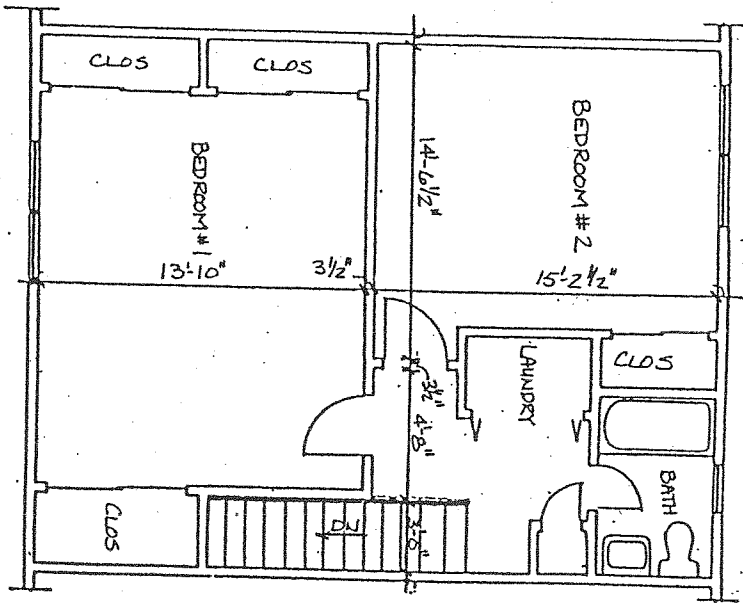 CLOS
CLOS
BEDROOM #1
14'-6 1/2"
BEDROOM #2
13'-10"
3 1/2"
15'-2 1/2"
LAUNDRY
CLOS
3 1/2"
4'-8"
BATH
CLOS
DN